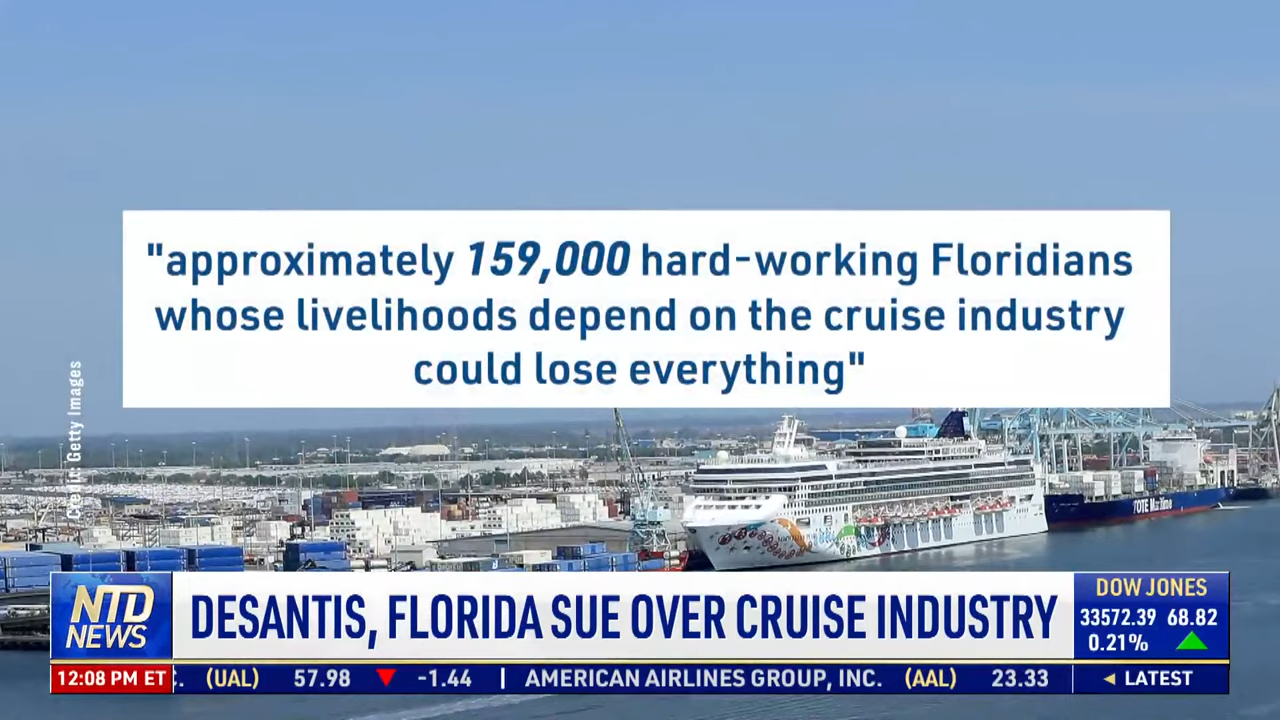 "approximately 159,000 hard-working Floridians
whose livelihoods depend on the cruise industry
could lose everything"
Credit: Getty Images
TOTE Maritime
NTD
NEWS
DESANTIS, FLORIDA SUE OVER CRUISE INDUSTRY
DOW JONES
33572.39 68.82
0.21%
12:08 PM ET
(UAL) 57.98 -1.44 | AMERICAN AIRLINES GROUP, INC. (AAL) 23.33
LATEST